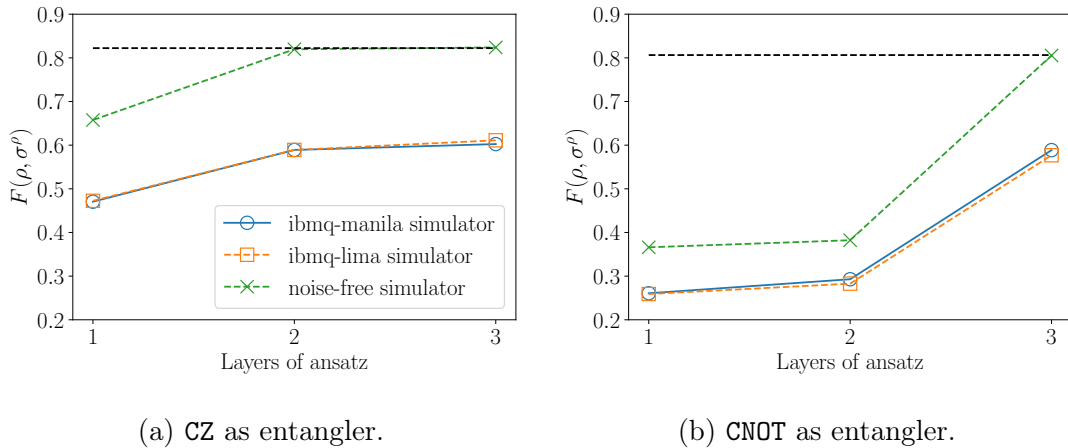 0.9
0.8
0.7
0.6
0.5
0.4
0.3
0.2
F(ρ, σ^ρ)
1 2 3
Layers of ansatz
ibmq-manila simulator
ibmq-lima simulator
noise-free simulator
(a) CZ as entangler.
0.9
0.8
0.7
0.6
0.5
0.4
0.3
0.2
F(ρ, σ^ρ)
1 2 3
Layers of ansatz
(b) CNOT as entangler.